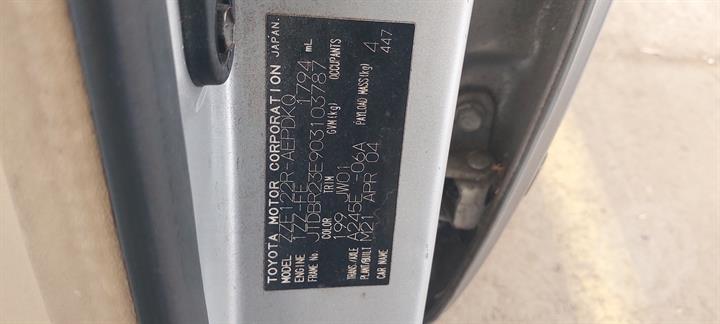 TOYOTA MOTOR CORPORATION JAPAN.
MODEL ZZE122R-AEPDKQ
ENGINE 1ZZ-FE 1794 mL
FRAME No. JTDBR23E903103787
COLOR TRIM GVM(kg) OCCUPANTS
199 JW01 4
TRANS/AXLE A245E -06A PAYLOAD MASS(kg) 447
PLANT/BUILT M21 APR 04
CAR NAME